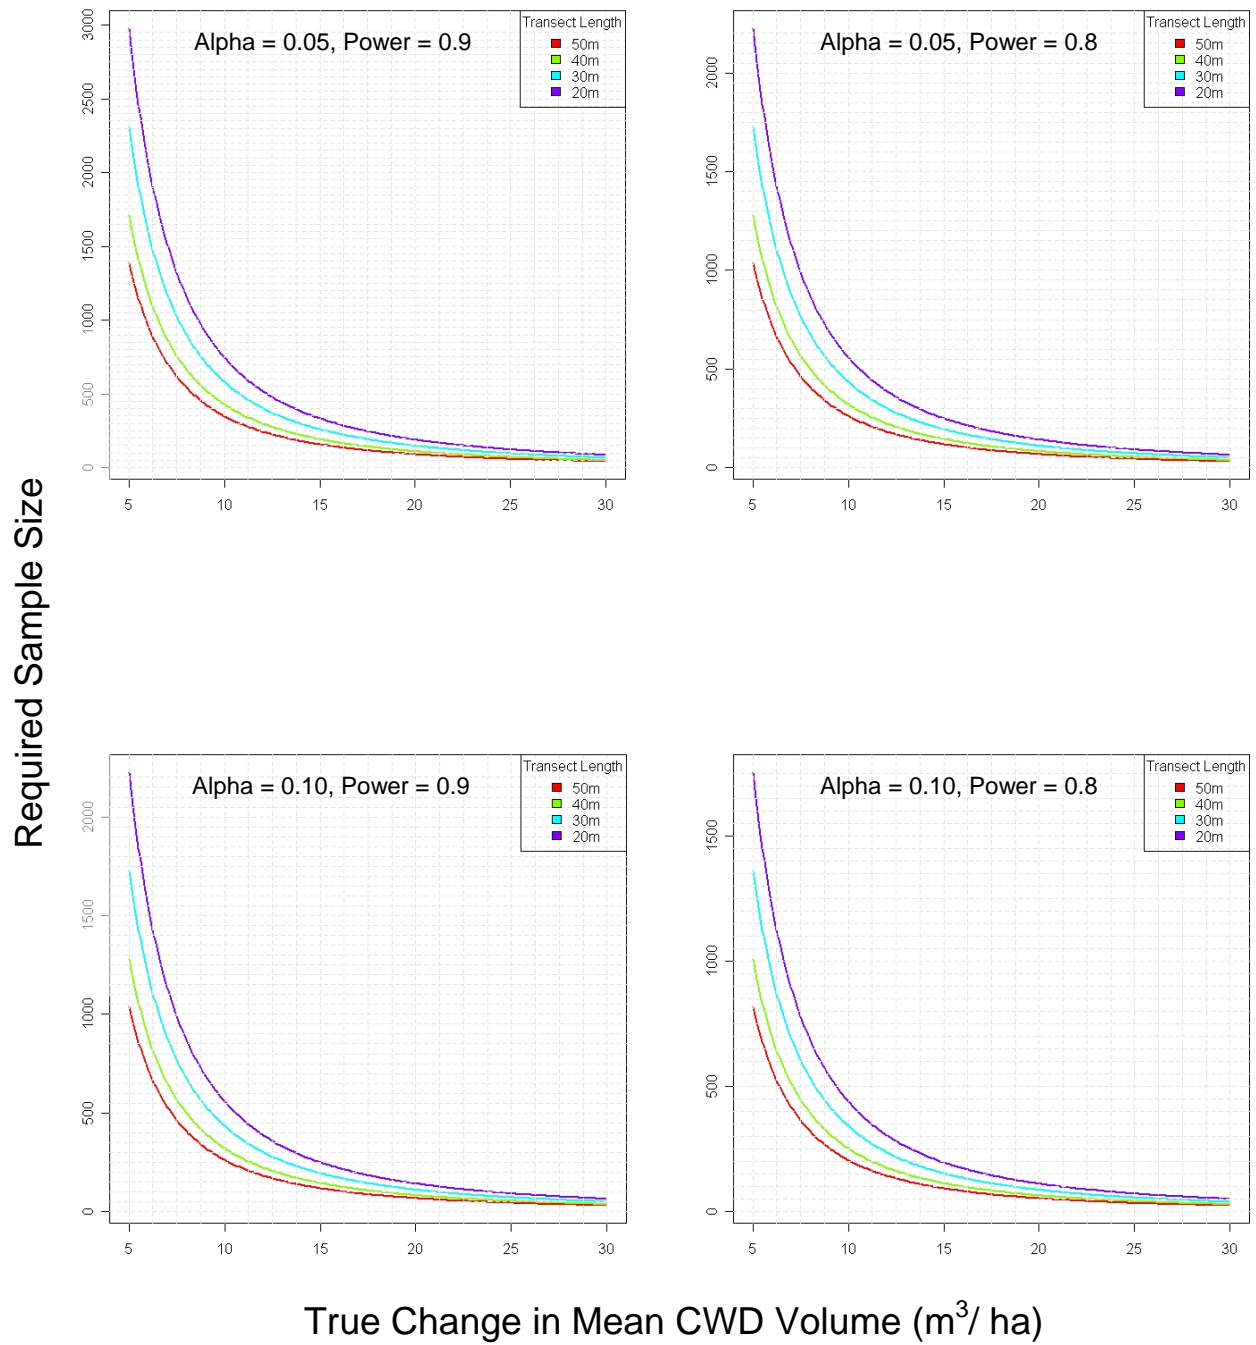 Required Sample Size
Alpha = 0.05, Power = 0.9
Transect Length
50m
40m
30m
20m
3000
2500
2000
1500
1000
500
0
5 10 15 20 25 30
Alpha = 0.05, Power = 0.8
Transect Length
50m
40m
30m
20m
2000
1500
1000
500
0
5 10 15 20 25 30
Alpha = 0.10, Power = 0.9
Transect Length
50m
40m
30m
20m
2000
1500
1000
500
0
5 10 15 20 25 30
Alpha = 0.10, Power = 0.8
Transect Length
50m
40m
30m
20m
1500
1000
500
0
5 10 15 20 25 30
True Change in Mean CWD Volume (m³/ ha)